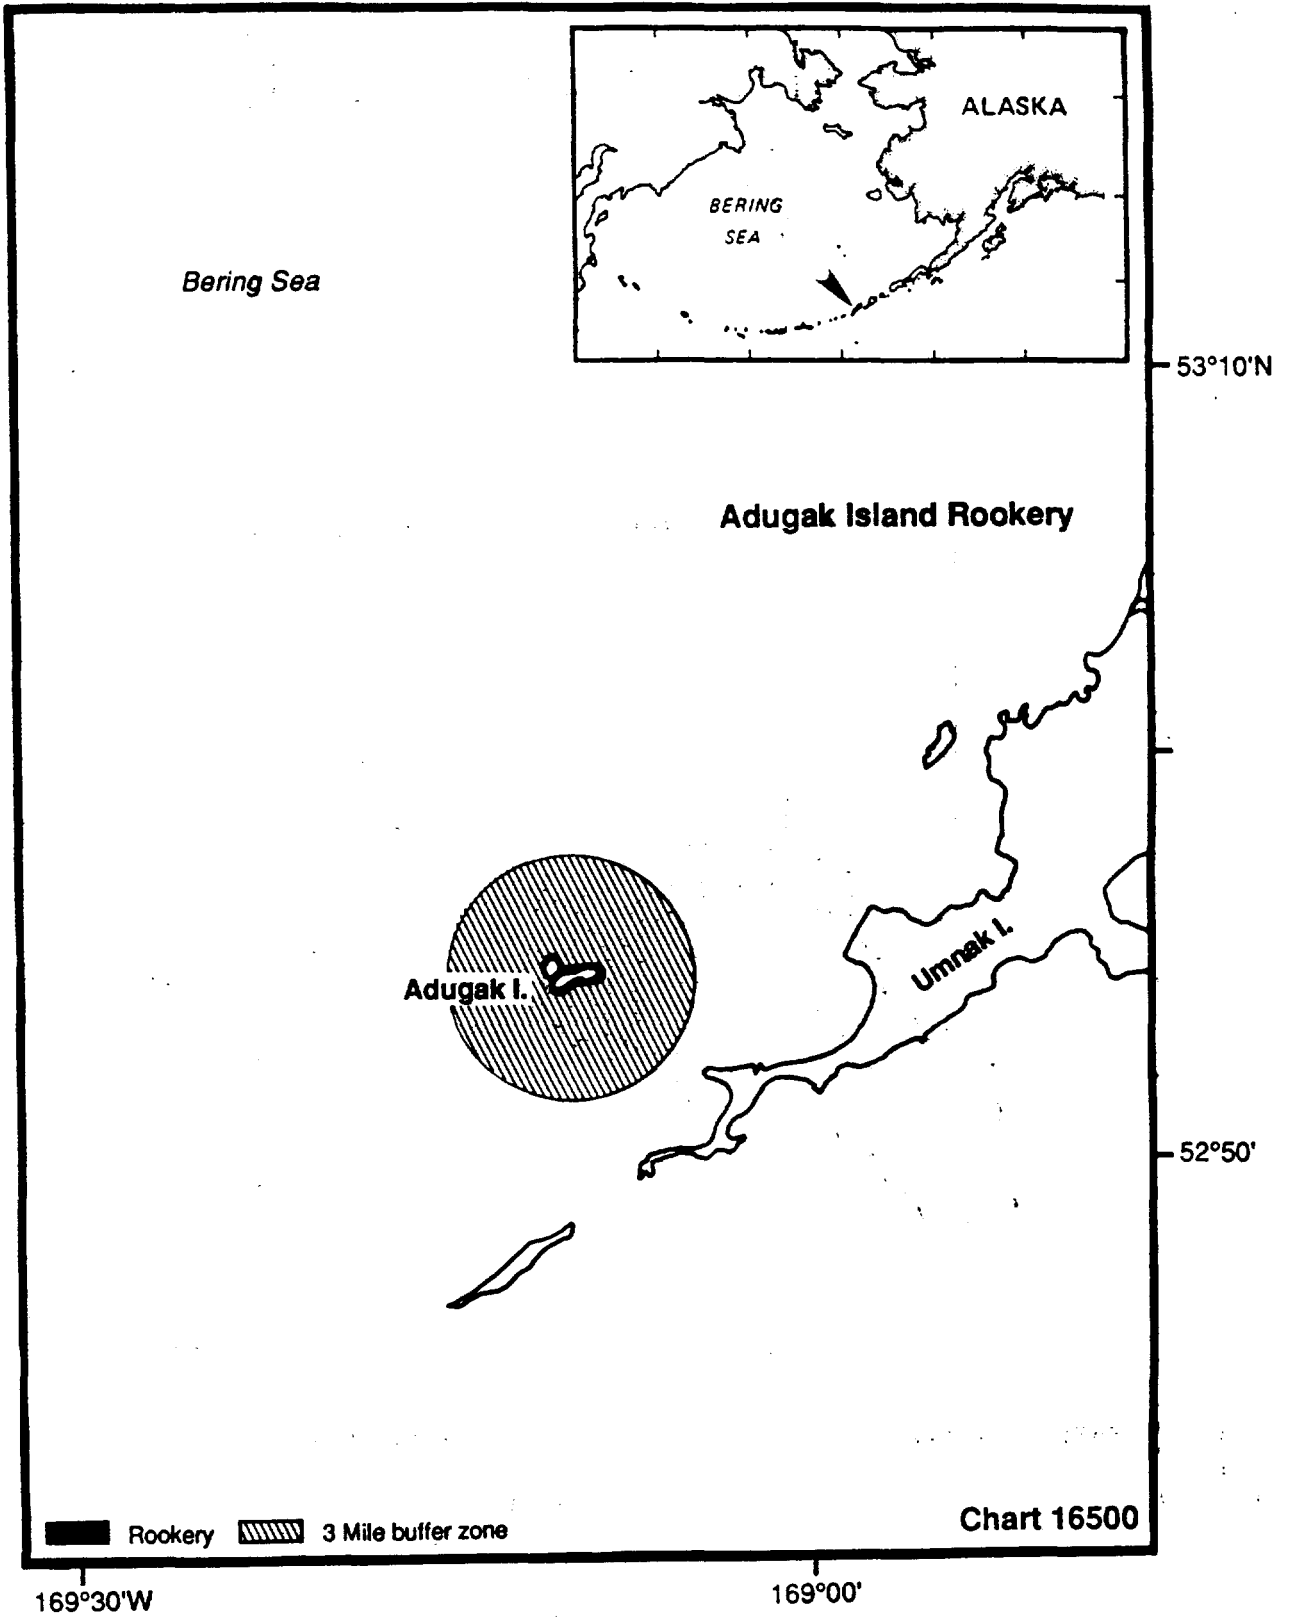 ALASKA
BERING
SEA
Bering Sea
53°10'N
Adugak Island Rookery
Umnak I.
Adugak I.
52°50'
Chart 16500
Rookery
3 Mile buffer zone
169°30'W
169°00'